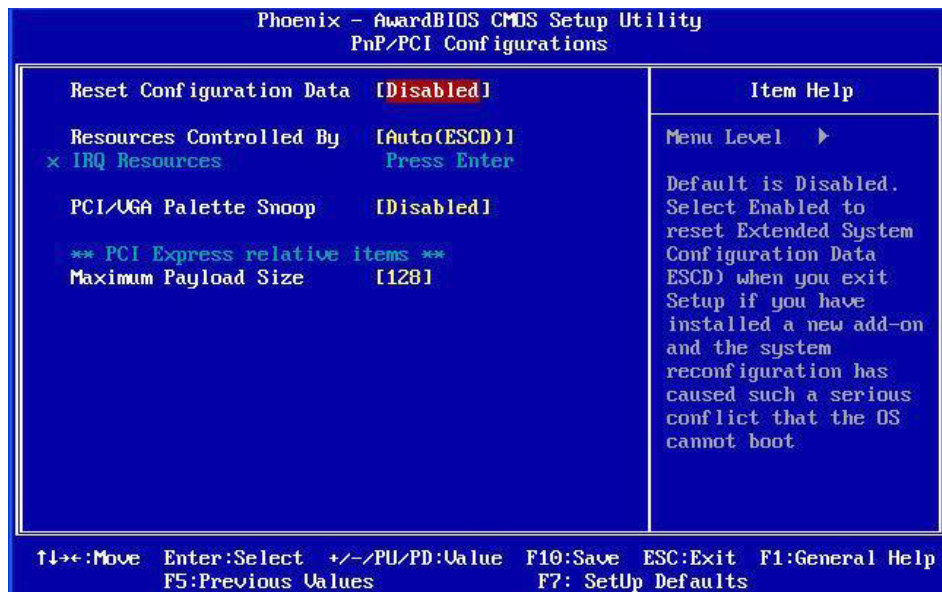 Phoenix - AwardBIOS CMOS Setup Utility
PnP/PCI Configurations
Reset Configuration Data [Disabled]
Resources Controlled By [Auto(ESCD)]
x IRQ Resources Press Enter
PCI/VGA Palette Snoop [Disabled]
** PCI Express relative items **
Maximum Payload Size [128]
Item Help
Menu Level ▶
Default is Disabled.
Select Enabled to
reset Extended System
Configuration Data
ESCD) when you exit
Setup if you have
installed a new add-on
and the system
reconfiguration has
caused such a serious
conflict that the OS
cannot boot
↑↓→←:Move Enter:Select +/-/PU/PD:Value F10:Save ESC:Exit F1:General Help
F5:Previous Values F7: SetUp Defaults